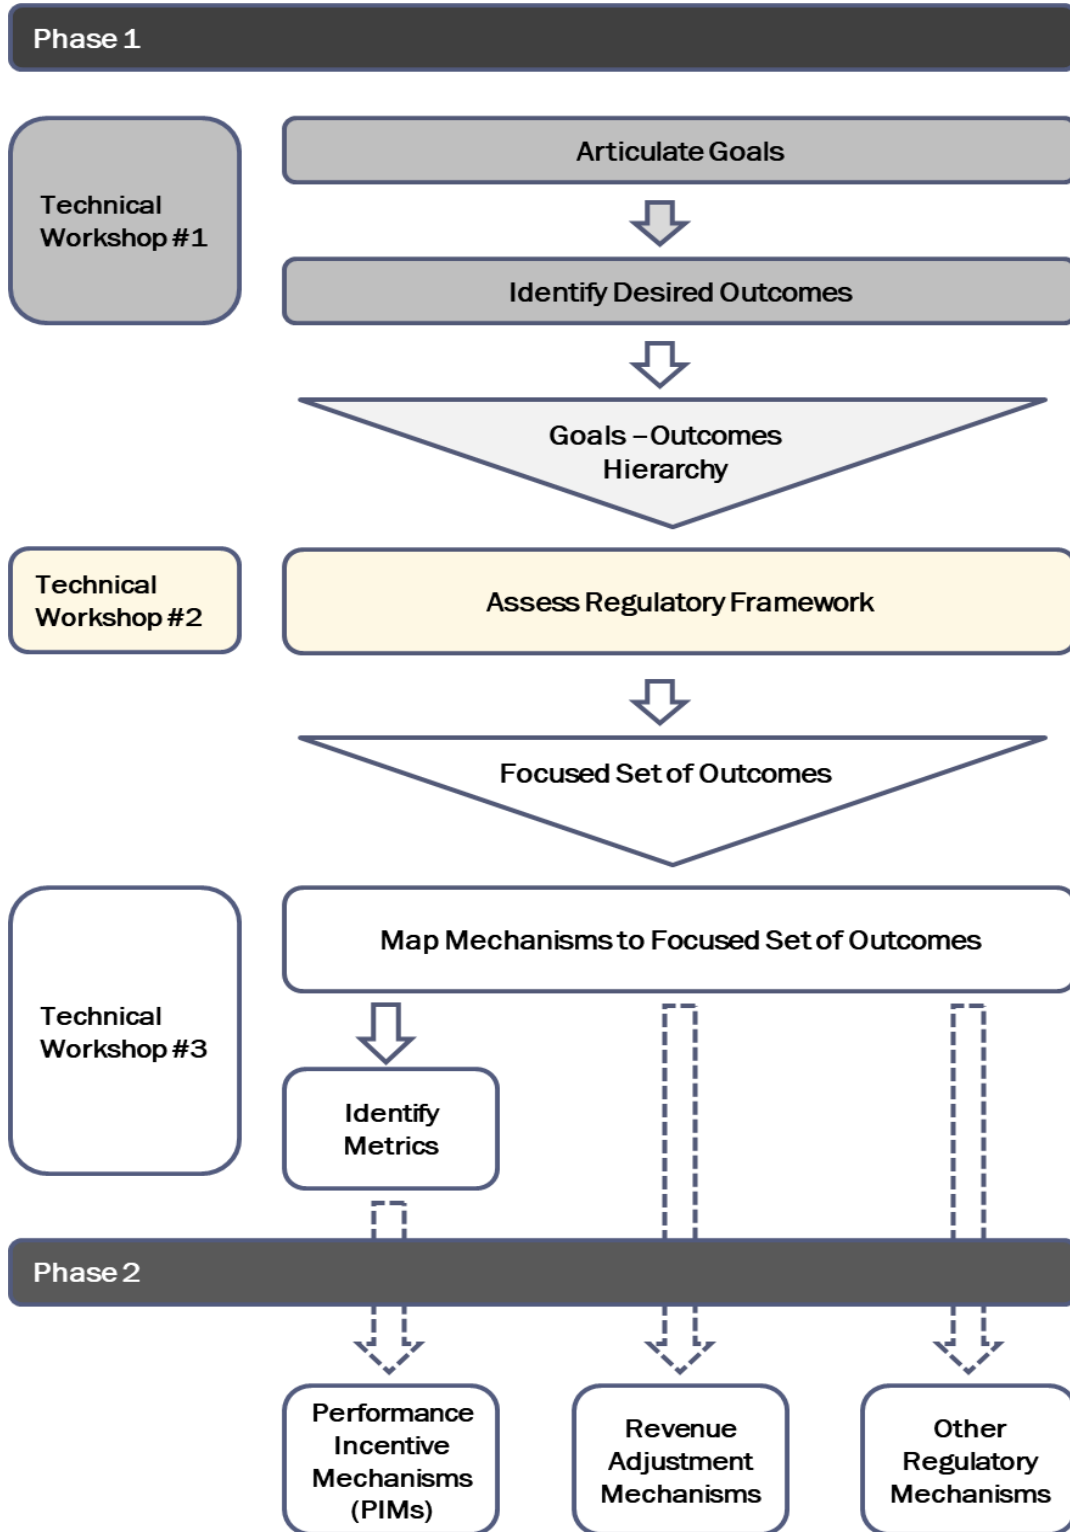 Phase 1
Technical
Workshop #1
Articulate Goals
Identify Desired Outcomes
Goals – Outcomes
Hierarchy
Technical
Workshop #2
Assess Regulatory Framework
Focused Set of Outcomes
Technical
Workshop #3
Map Mechanisms to Focused Set of Outcomes
Identify
Metrics
Phase 2
Performance
Incentive
Mechanisms
(PIMs)
Revenue
Adjustment
Mechanisms
Other
Regulatory
Mechanisms